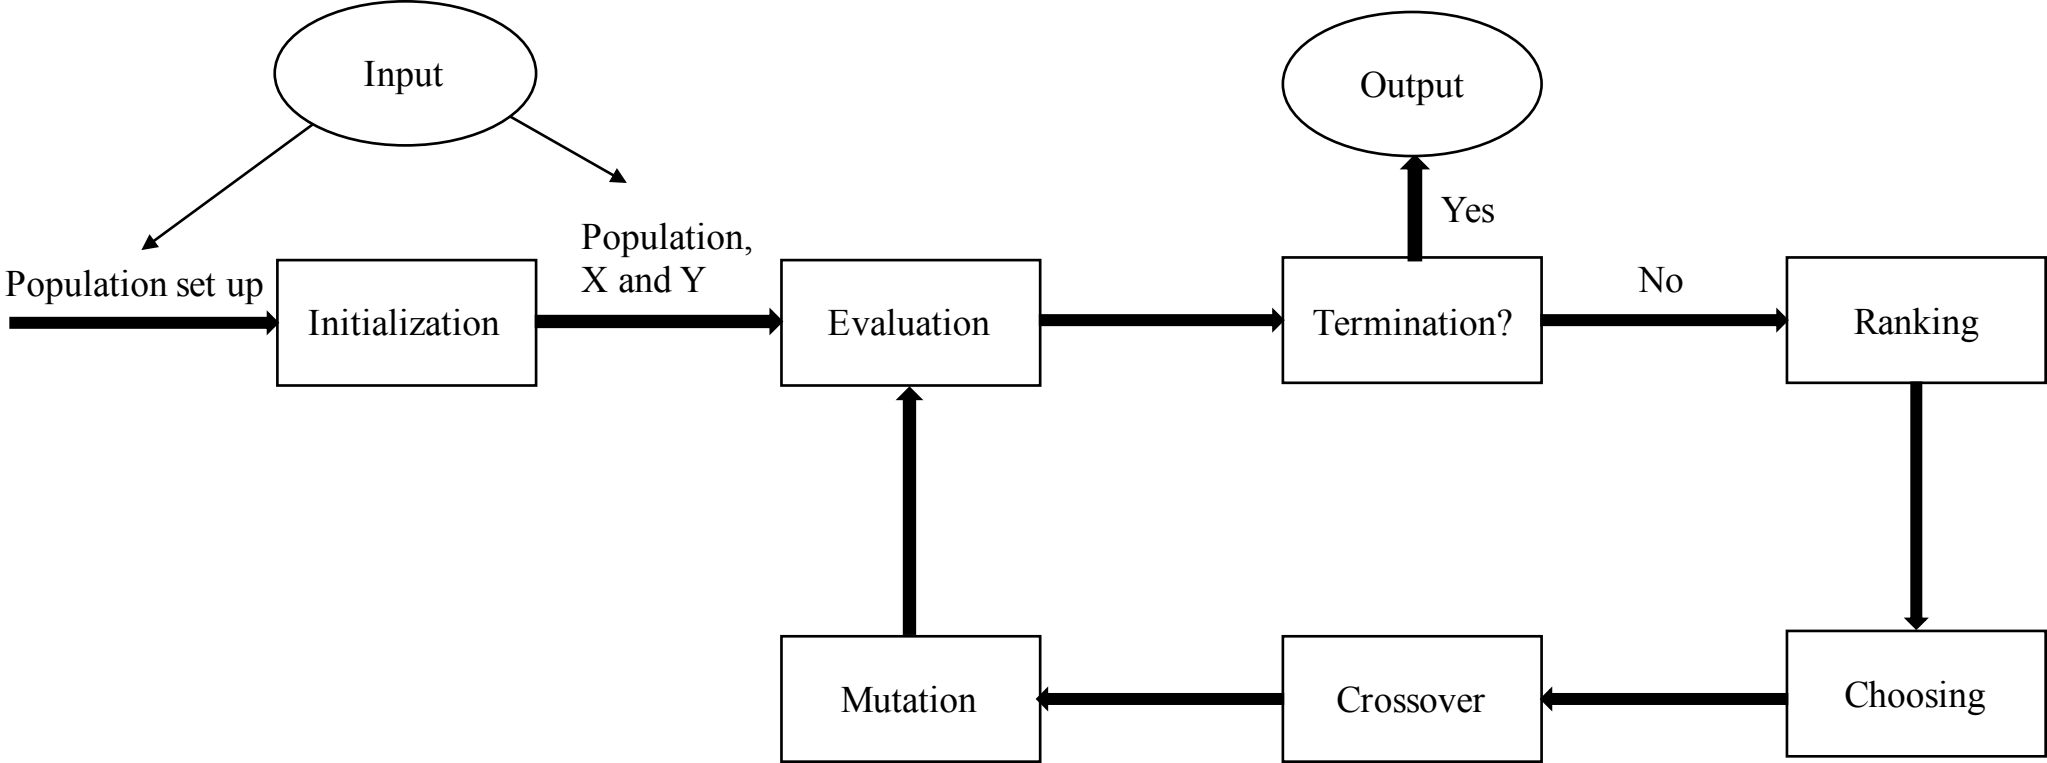 Input
Output
Yes
Population,
X and Y
Population set up
No
Initialization
Evaluation
Termination?
Ranking
Mutation
Crossover
Choosing